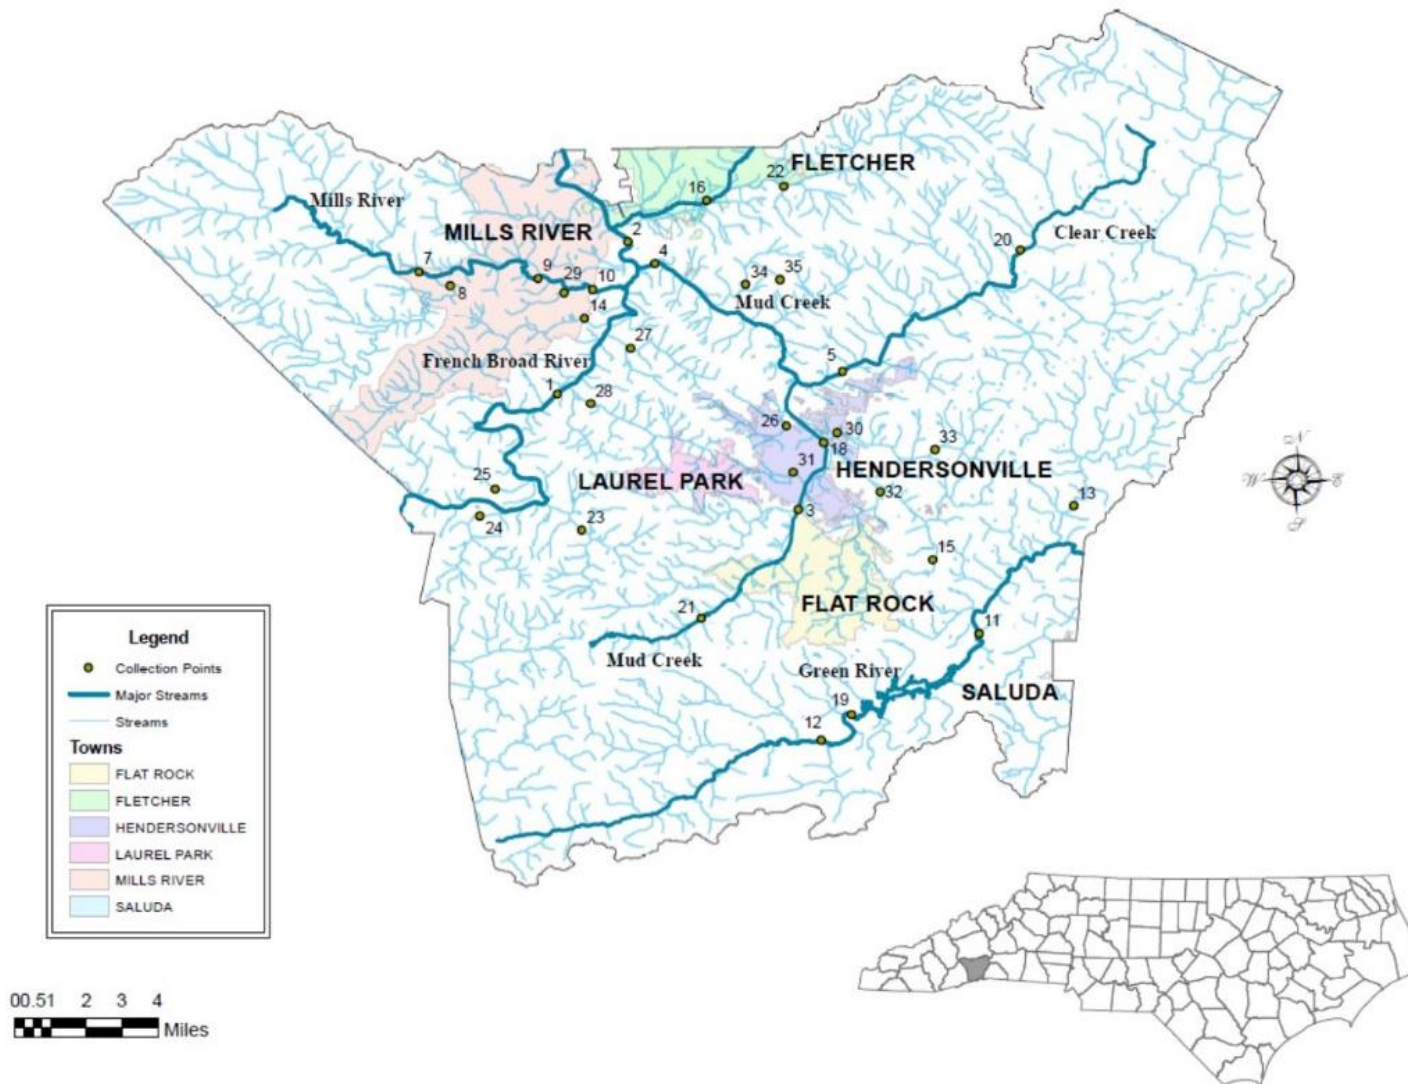 FLETCHER
22
16
Mills River
MILLS RIVER
2
4
20
Clear Creek
7
8
9
29
10
34
35
Mud Creek
14
27
French Broad River
1
28
5
26
30
18
33
31
HENDERSONVILLE
LAUREL PARK
32
25
24
23
3
13
15
N
W
E
S
FLAT ROCK
21
11
Mud Creek
Green River
SALUDA
19
12
Legend
Collection Points
Major Streams
Streams
Towns
FLAT ROCK
FLETCHER
HENDERSONVILLE
LAUREL PARK
MILLS RIVER
SALUDA
00.51 2 3 4
Miles